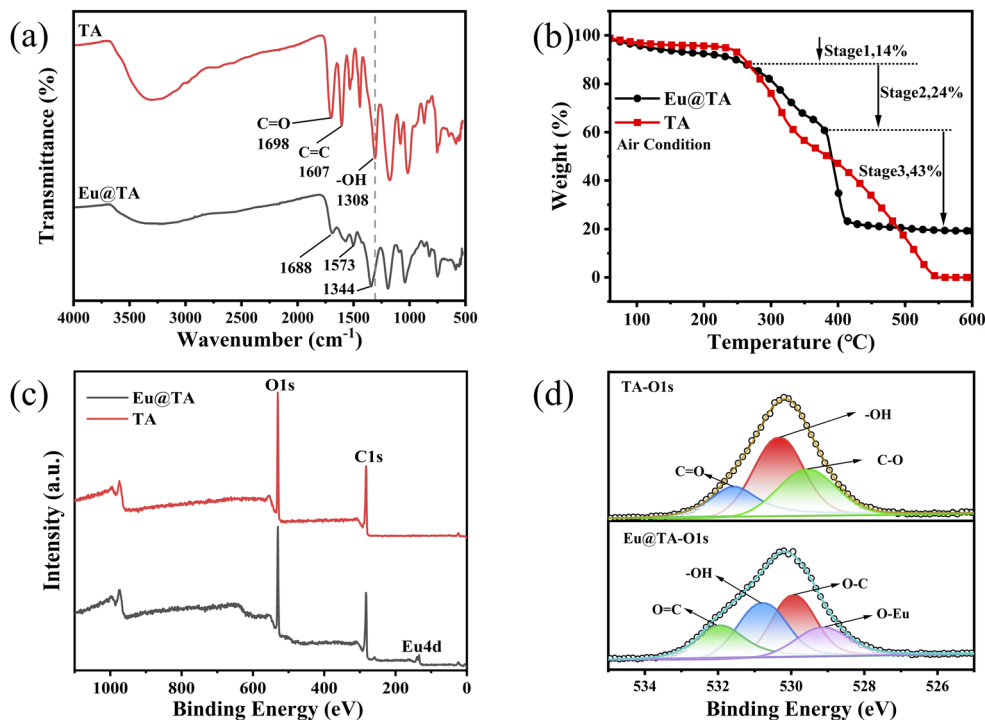 (a)
TA
C=O
1698
C=C
1607
-OH
1308
Eu@TA
1688
1573
1344
Transmittance (%)
4000 3500 3000 2500 2000 1500 1000 500
Wavenumber (cm⁻¹)
(b)
100
80
60
40
20
0
Stage1,14%
Stage2,24%
Stage3,43%
Eu@TA
TA
Air Condition
Weight (%)
100 200 300 400 500 600
Temperature (℃)
(c)
Eu@TA
TA
O1s
C1s
Eu4d
Intensity (a.u.)
1000 800 600 400 200 0
Binding Energy (eV)
(d)
TA-O1s
-OH
C=O
C-O
Eu@TA-O1s
-OH
O-C
O=C
O-Eu
534 532 530 528 526
Binding Energy (eV)